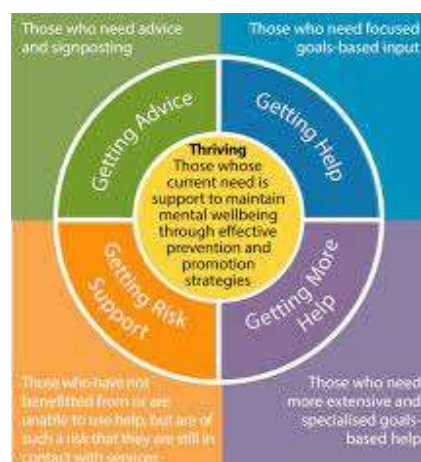 Those who need advice
and signposting
Those who need focused
goals-based input
Getting Advice
Getting Help
Thriving
Those whose
current need is
support to maintain
mental wellbeing
through effective
prevention and
promotion
strategies
Getting Risk
Support
Getting More
Help
Those who have not
benefitted from or are
unable to use help, but are of
such a risk that they are still in
contact with services
Those who need
more extensive and
specialised goals-
based help